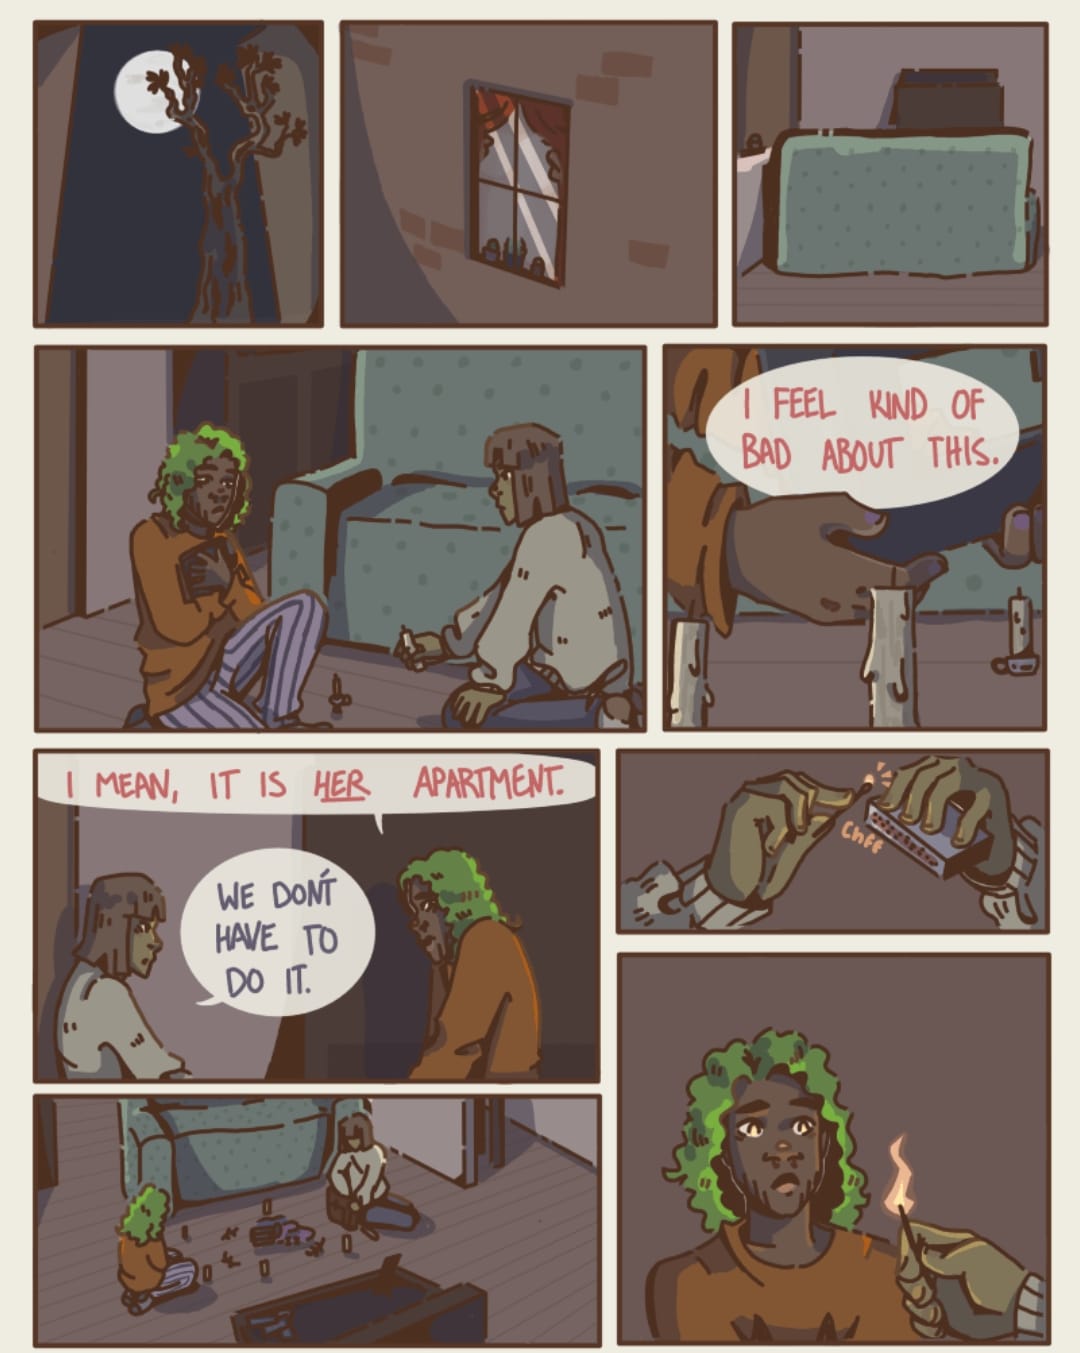 I FEEL KIND OF
BAD ABOUT THIS.
I MEAN, IT IS HER APARTMENT.
WE DON'T
HAVE TO
DO IT.
Chff